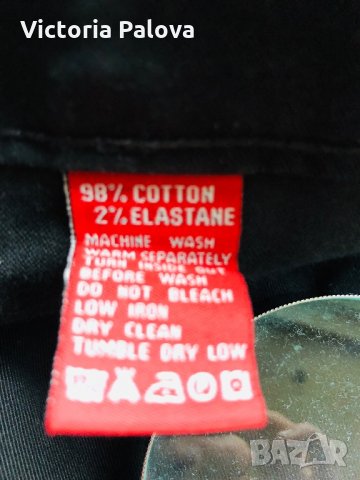 Victoria Palova
98% COTTON
2% ELASTANE
MACHINE WASH
WARM SEPARATELY
TURN INSIDE OUT
BEFORE WASH
DO NOT BLEACH
LOW IRON
DRY CLEAN
TUMBLE DRY LOW
BAZAR